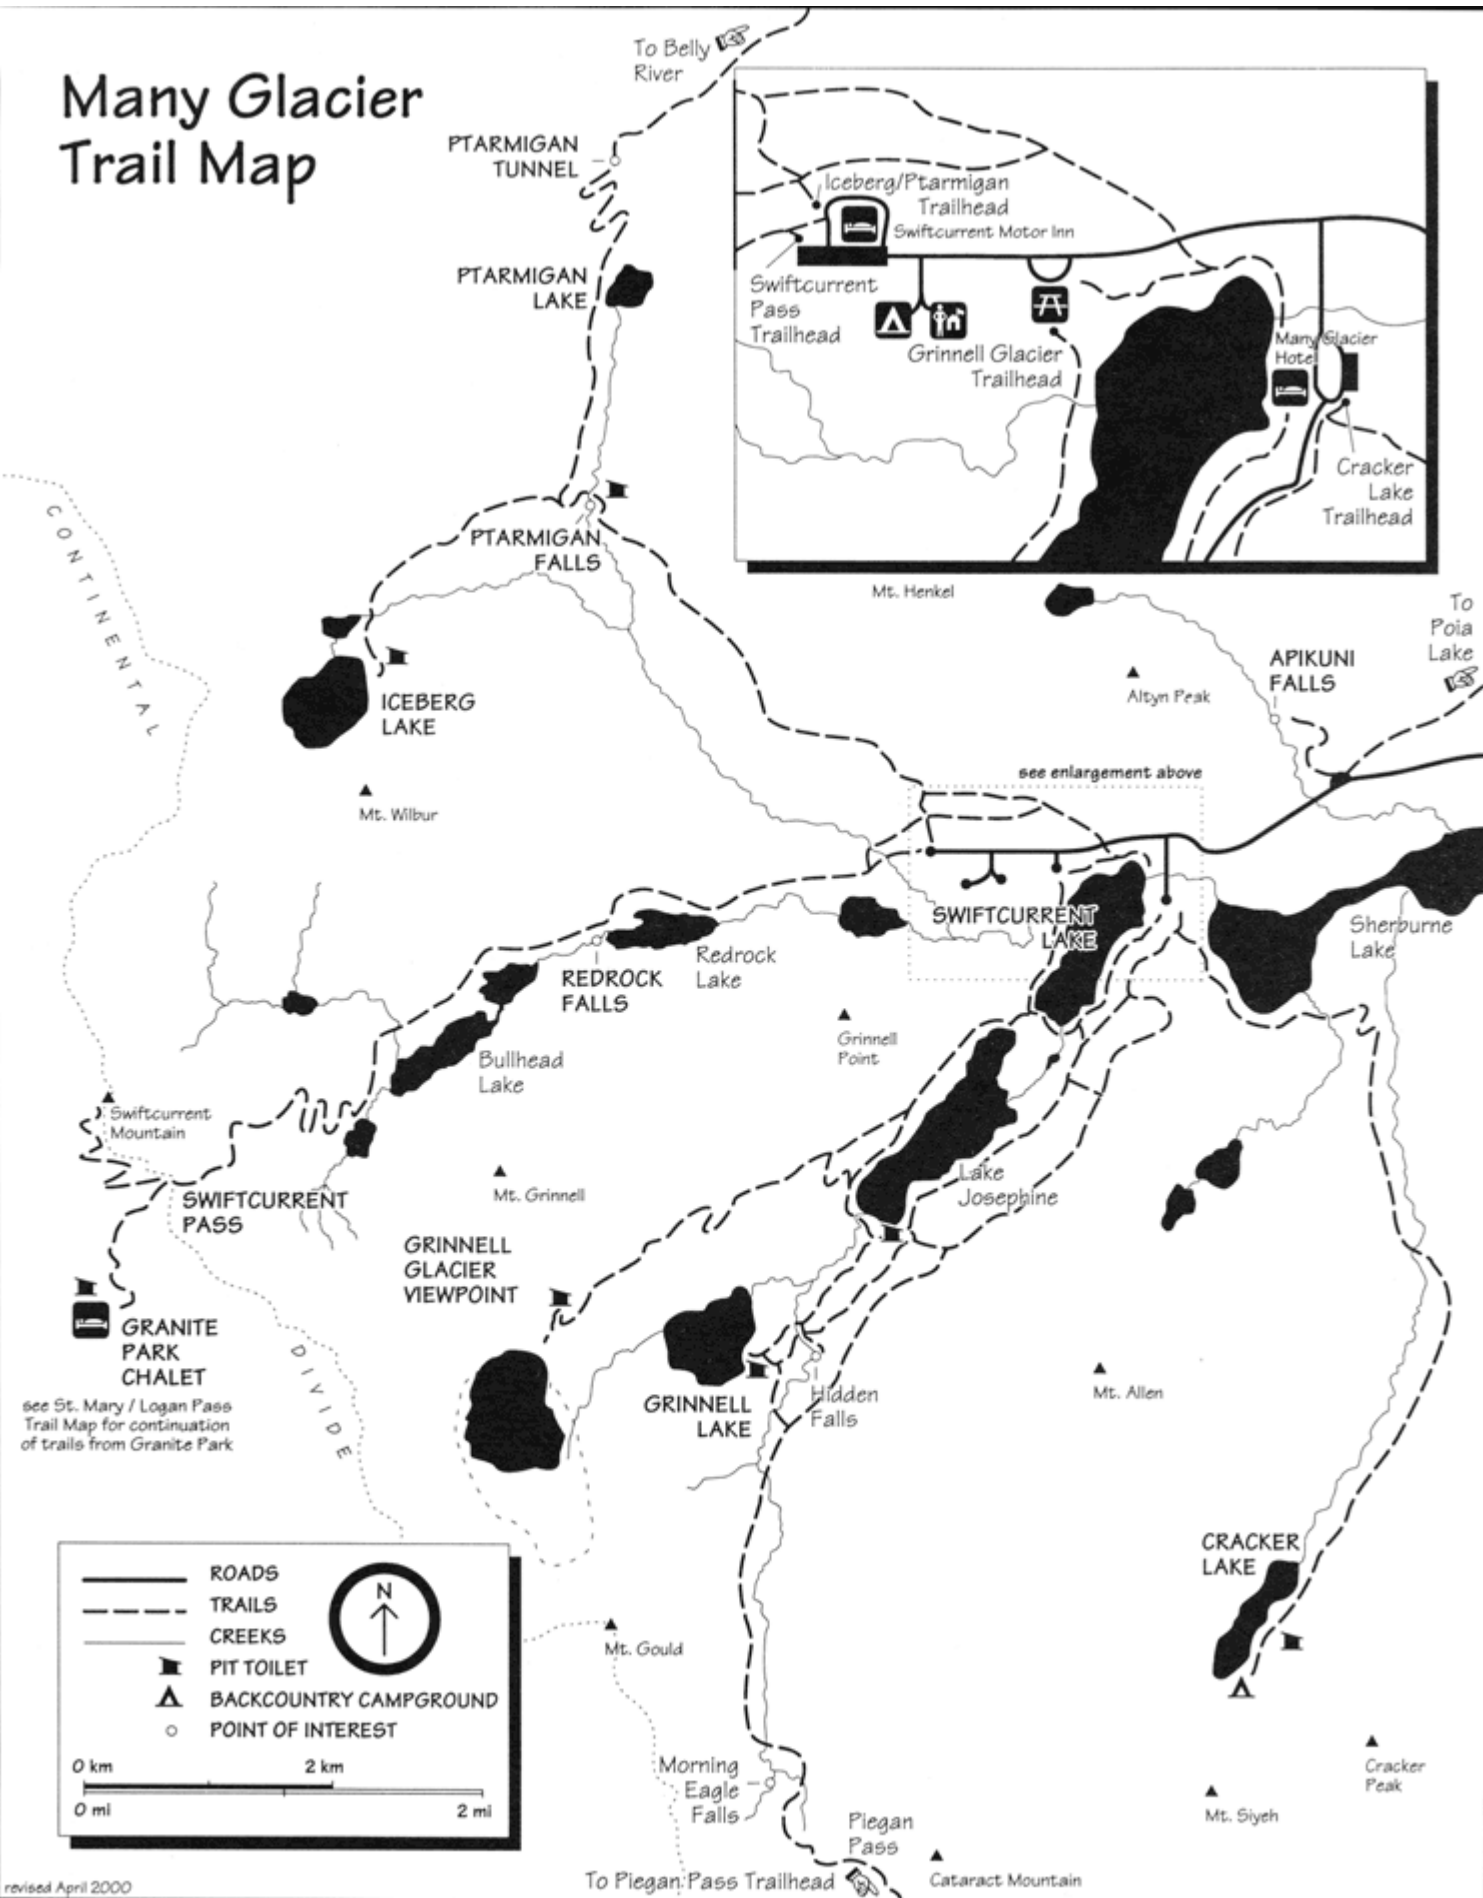 Many Glacier
Trail Map
To Belly
River
PTARMIGAN
TUNNEL
PTARMIGAN
LAKE
Iceberg/Ptarmigan
Trailhead
Swiftcurrent Motor Inn
Swiftcurrent
Pass
Trailhead
Grinnell Glacier
Trailhead
Many Glacier
Hotel
Cracker
Lake
Trailhead
PTARMIGAN
FALLS
CONTINENTAL
Mt. Henkel
To
Poia
Lake
APIKUNI
FALLS
Altyn Peak
ICEBERG
LAKE
see enlargement above
Mt. Wilbur
SWIFTCURRENT
LAKE
Sherburne
Lake
Redrock
Lake
REDROCK
FALLS
Grinnell
Point
Bullhead
Lake
Swiftcurrent
Mountain
Mt. Grinnell
Lake
Josephine
SWIFTCURRENT
PASS
GRINNELL
GLACIER
VIEWPOINT
GRANITE
PARK
CHALET
see St. Mary / Logan Pass
Trail Map for continuation
of trails from Granite Park
DIVIDE
GRINNELL
LAKE
Hidden
Falls
Mt. Allen
CRACKER
LAKE
ROADS
TRAILS
CREEKS
PIT TOILET
BACKCOUNTRY CAMPGROUND
POINT OF INTEREST
N
0 km
2 km
0 mi
2 mi
Mt. Gould
Morning
Eagle
Falls
Piegan
Pass
To Piegan Pass Trailhead
Cataract Mountain
Mt. Siyeh
Cracker
Peak
revised April 2000